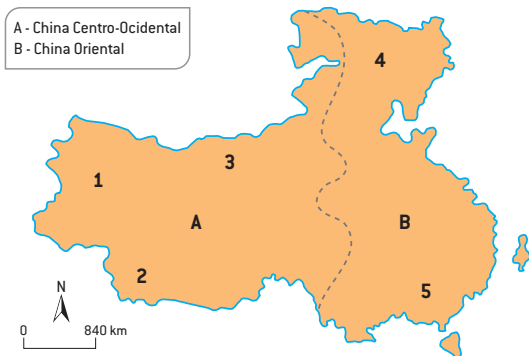 A - China Centro-Ocidental
B - China Oriental
4
3
1
A
B
2
5
N
0 840 km